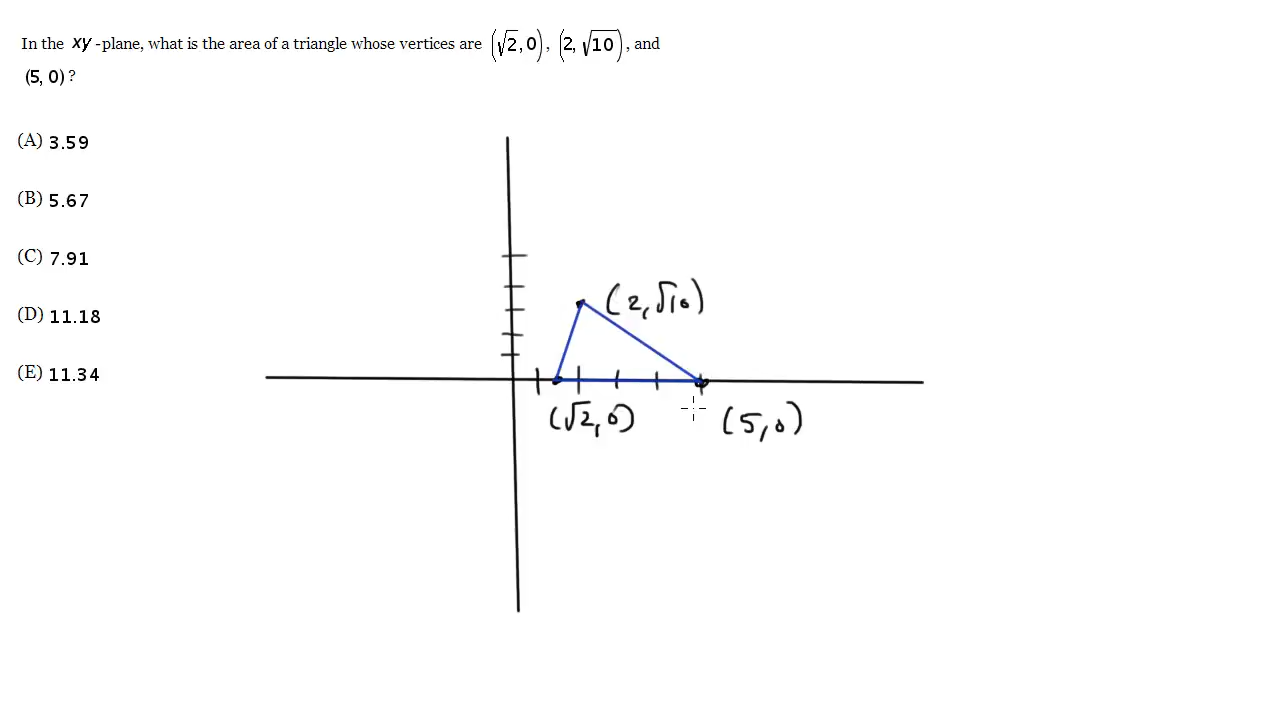 In the xy-plane, what is the area of a triangle whose vertices are (√2, 0), (2, √10), and
(5, 0)?
(A) 3.59
(B) 5.67
(C) 7.91
(D) 11.18
(E) 11.34
(2, √10)
(√2, 0)
(5, 0)